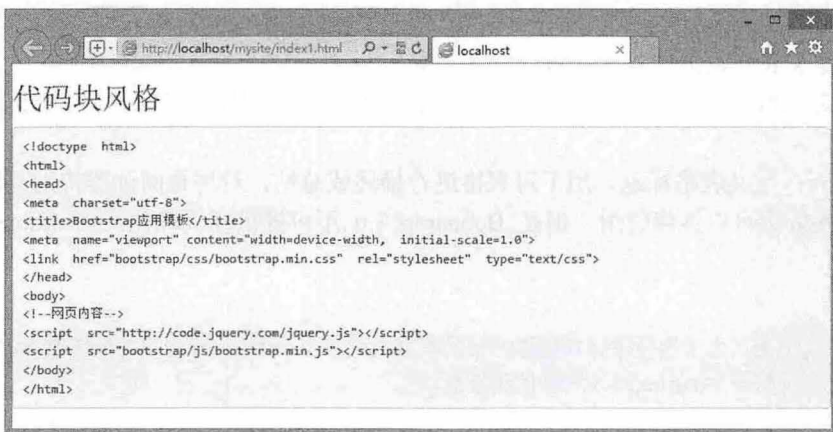 http://localhost/mysite/index1.html
localhost
代码块风格
<!doctype html>
<html>
<head>
<meta charset="utf-8">
<title>Bootstrap应用模板</title>
<meta name="viewport" content="width=device-width, initial-scale=1.0">
<link href="bootstrap/css/bootstrap.min.css" rel="stylesheet" type="text/css">
</head>
<body>
<!--网页内容-->
<script src="http://code.jquery.com/jquery.js"></script>
<script src="bootstrap/js/bootstrap.min.js"></script>
</body>
</html>